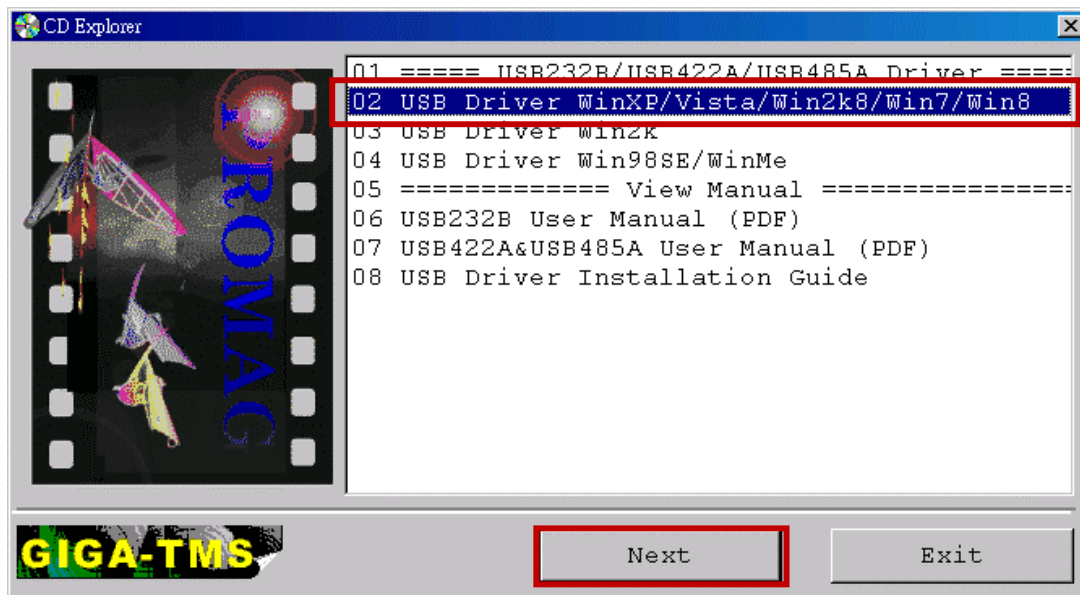 CD Explorer
01 ===== USB232B/USB422A/USB485A Driver =====
02 USB Driver WinXP/Vista/Win2k8/Win7/Win8
03 USB Driver Win2k
04 USB Driver Win98SE/WinMe
05 ============= View Manual ================
06 USB232B User Manual (PDF)
07 USB422A&USB485A User Manual (PDF)
08 USB Driver Installation Guide
PROMAG
GIGA-TMS
Next
Exit